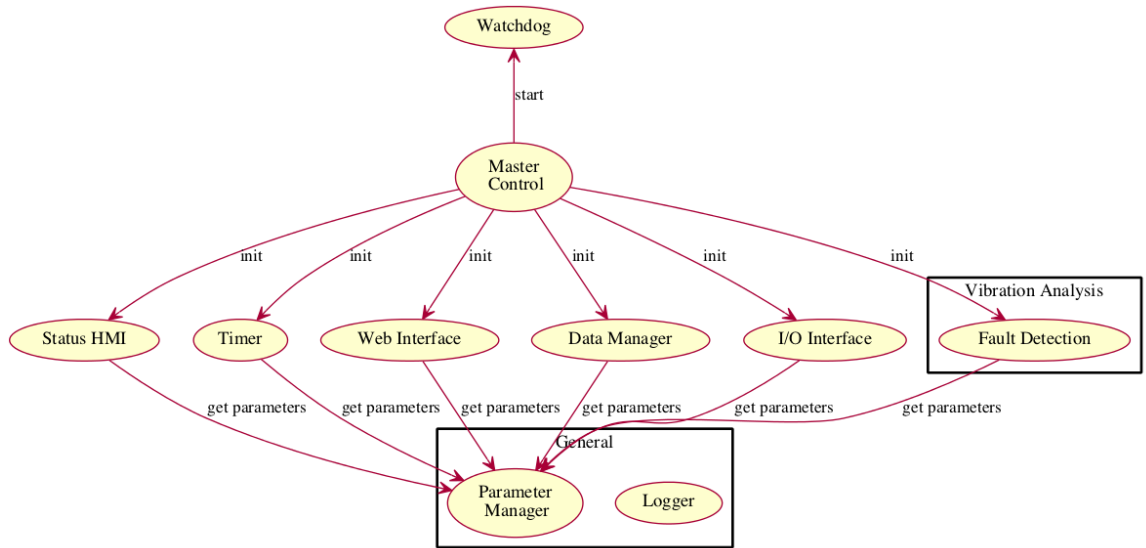 Watchdog
start
Master
Control
init
init
init
init
init
init
Vibration Analysis
Status HMI
Timer
Web Interface
Data Manager
I/O Interface
Fault Detection
get parameters
get parameters
get parameters
get parameters
get parameters
get parameters
General
Parameter
Manager
Logger